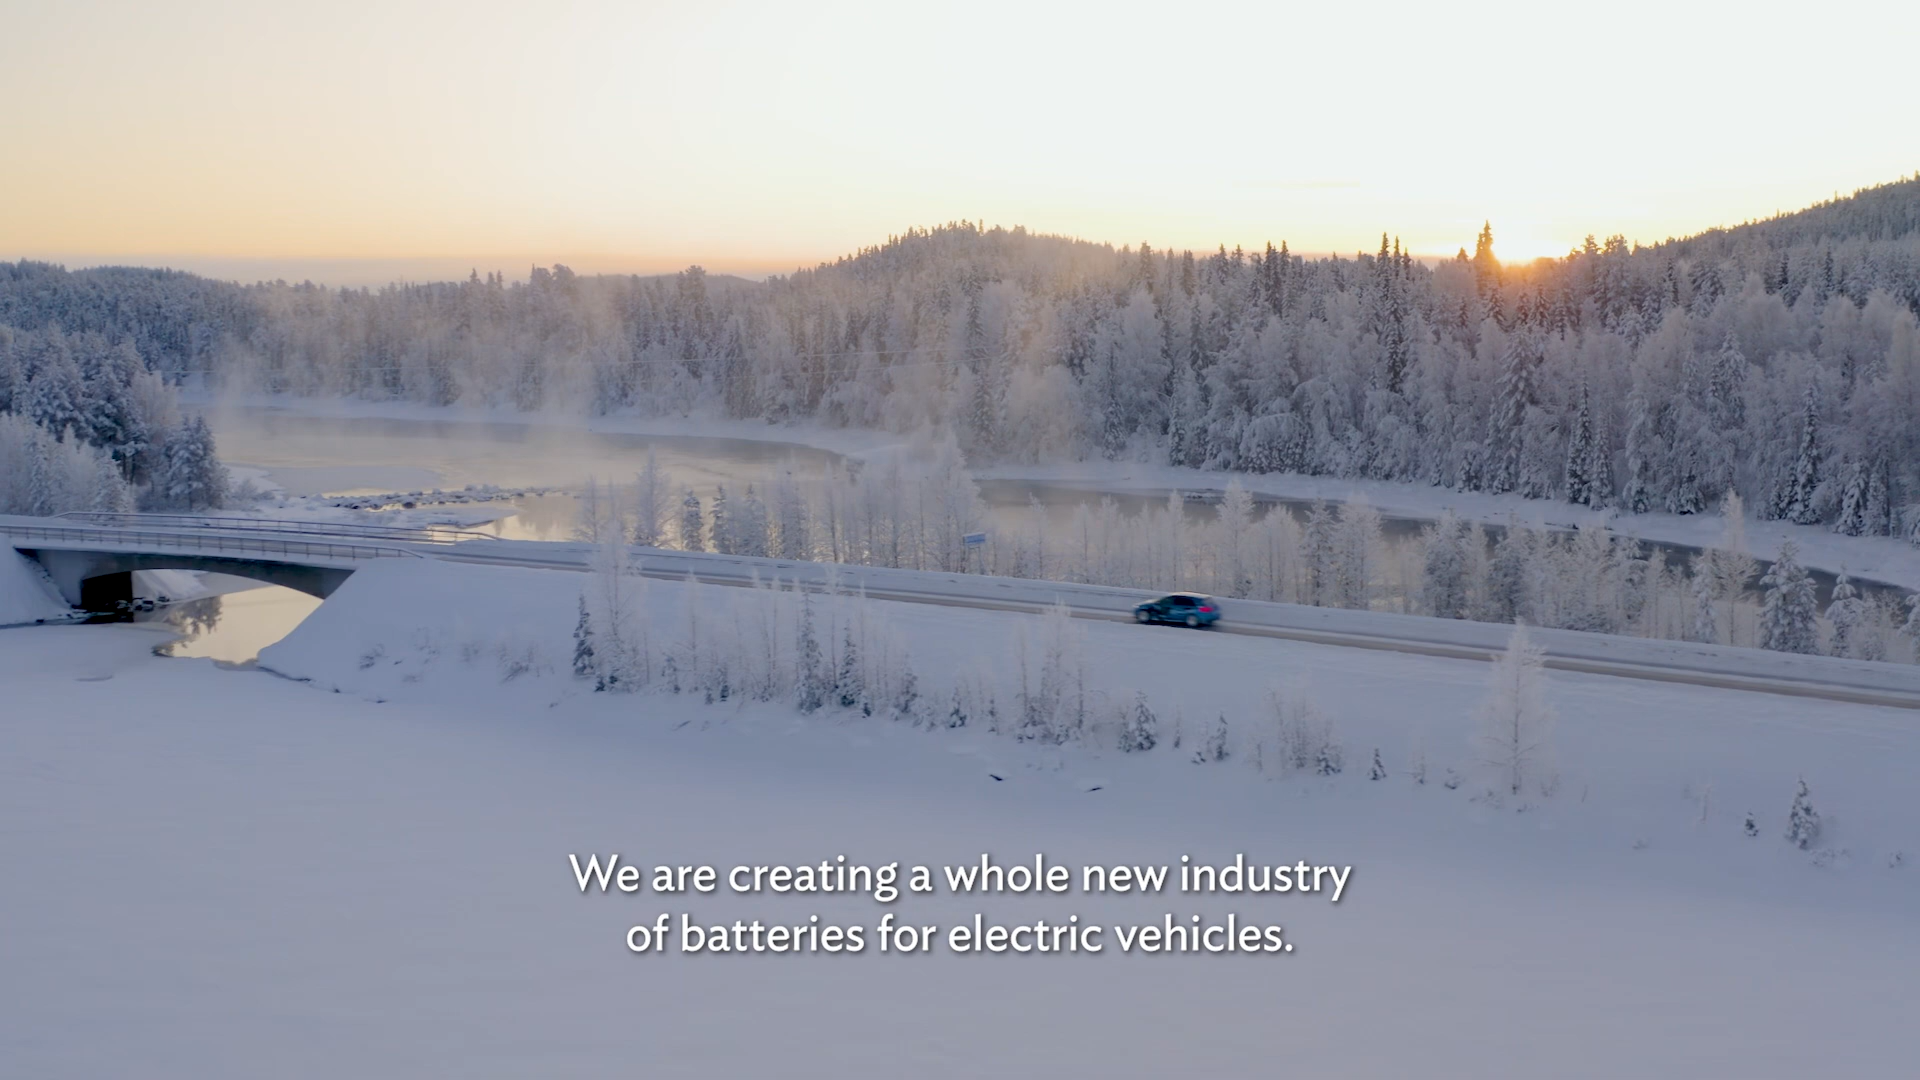 We are creating a whole new industry
of batteries for electric vehicles.